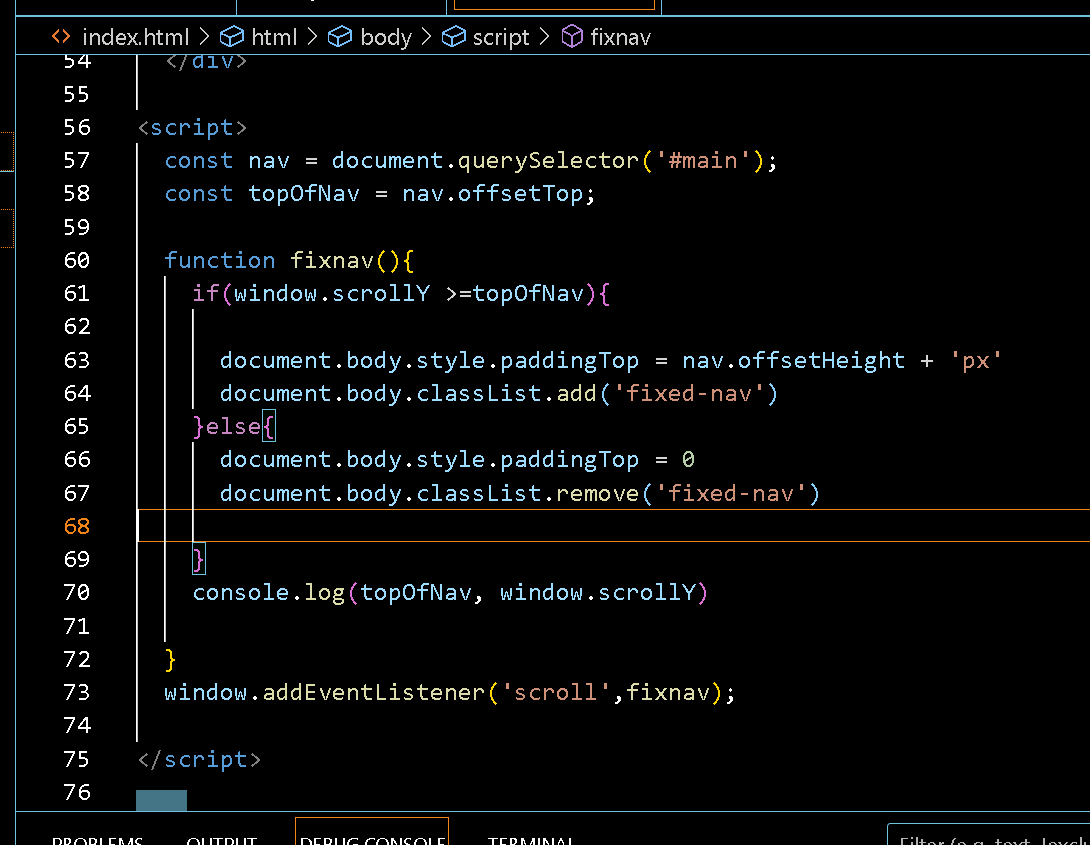 index.html > html > body > script > fixnav
54 </div>
55
56 <script>
57 const nav = document.querySelector('#main');
58 const topOfNav = nav.offsetTop;
59
60 function fixnav(){
61 if(window.scrollY >=topOfNav){
62
63 document.body.style.paddingTop = nav.offsetHeight + 'px'
64 document.body.classList.add('fixed-nav')
65 }else{
66 document.body.style.paddingTop = 0
67 document.body.classList.remove('fixed-nav')
68
69 }
70 console.log(topOfNav, window.scrollY)
71
72 }
73 window.addEventListener('scroll',fixnav);
74
75 </script>
76
PROBLEMS OUTPUT DEBUG CONSOLE TERMINAL Filter (e.g. text,